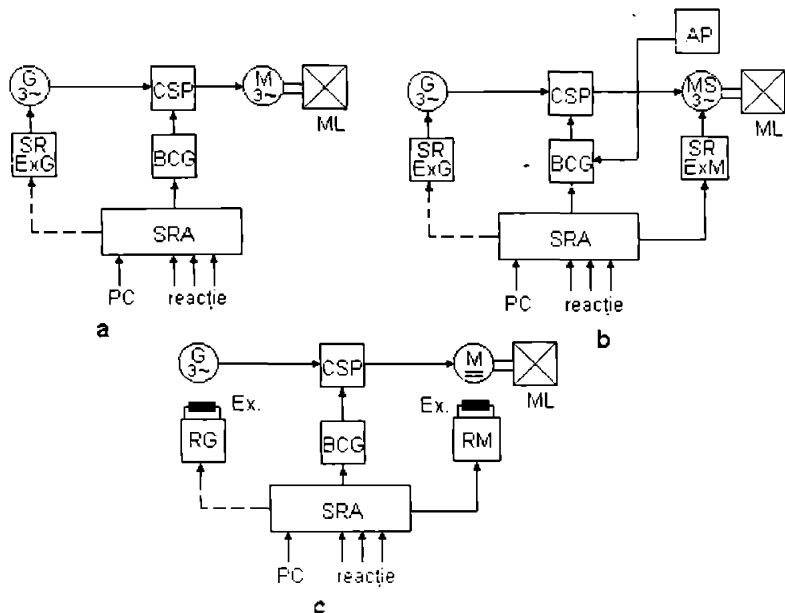 G
3~
CSP
M
3~
ML
SR
ExG
BCG
SRA
PC
reacție
a
AP
G
3~
CSP
MS
3~
ML
SR
ExG
BCG
SR
ExM
SRA
PC
reacție
b
G
3~
CSP
M
ML
Ex.
Ex.
RG
BCG
RM
SRA
PC
reacție
c